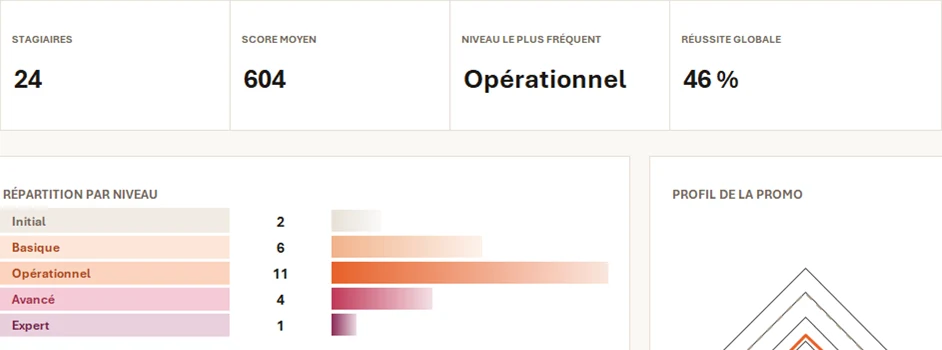 STAGIAIRES
24
SCORE MOYEN
604
NIVEAU LE PLUS FRÉQUENT
Opérationnel
RÉUSSITE GLOBALE
46 %
RÉPARTITION PAR NIVEAU
Initial 2
Basique 6
Opérationnel 11
Avancé 4
Expert 1
PROFIL DE LA PROMO